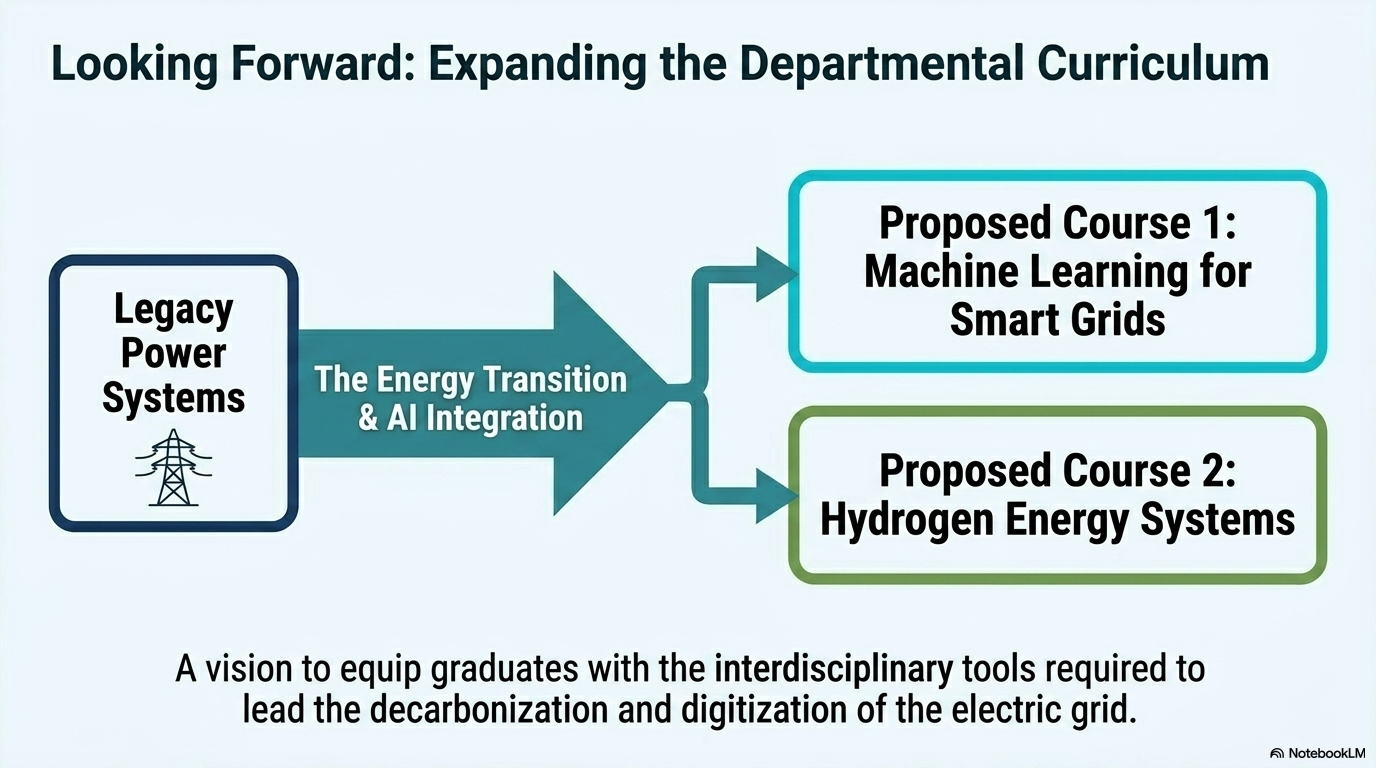 Looking Forward: Expanding the Departmental Curriculum
Legacy
Power
Systems
The Energy Transition
& AI Integration
Proposed Course 1:
Machine Learning for
Smart Grids
Proposed Course 2:
Hydrogen Energy Systems
A vision to equip graduates with the interdisciplinary tools required to
lead the decarbonization and digitization of the electric grid.
NotebookLM